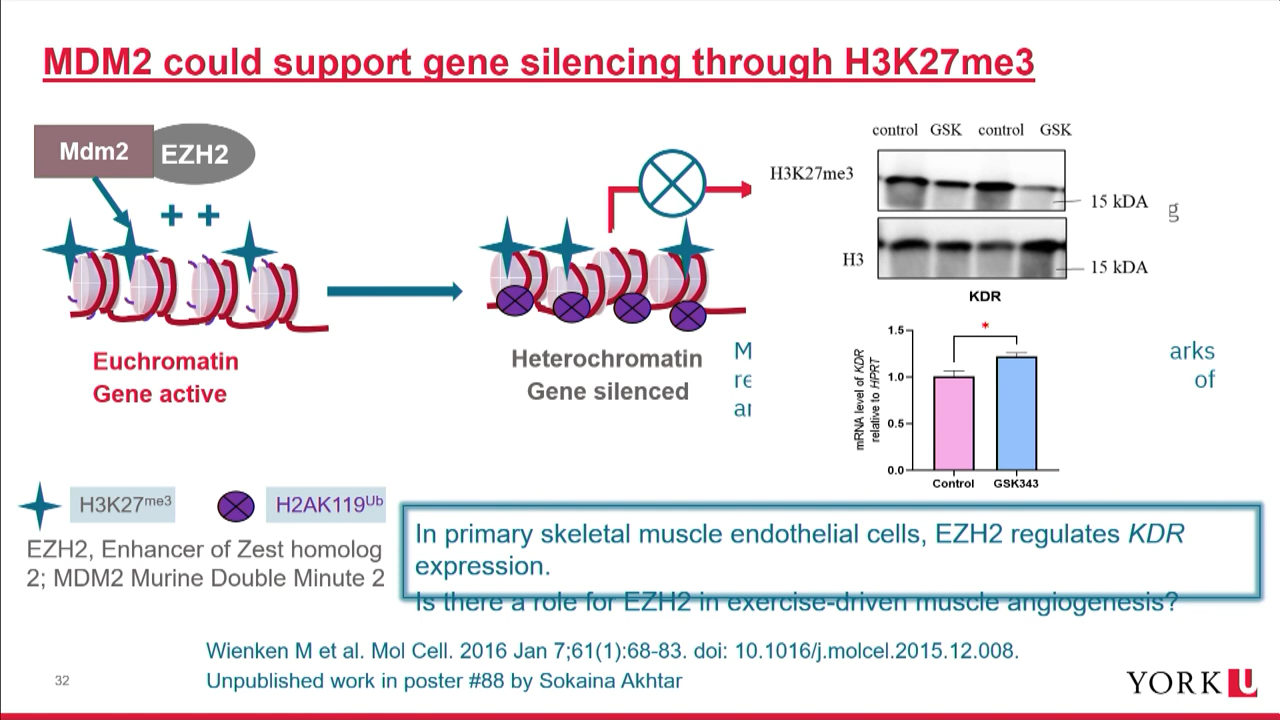 MDM2 could support gene silencing through H3K27me3
Mdm2
EZH2
+ +
Euchromatin
Gene active
Heterochromatin
Gene silenced
control GSK control GSK
H3K27me3
15 kDA
H3
15 kDA
g
KDR
*
mRNA level of KDR
relative to HPRT
1.5
1.0
0.5
0.0
Control GSK343
M
re
ar
arks
of
H3K27me3
H2AK119Ub
EZH2, Enhancer of Zest homolog
2; MDM2 Murine Double Minute 2
In primary skeletal muscle endothelial cells, EZH2 regulates KDR
expression.
Is there a role for EZH2 in exercise-driven muscle angiogenesis?
Wienken M et al. Mol Cell. 2016 Jan 7;61(1):68-83. doi: 10.1016/j.molcel.2015.12.008.
Unpublished work in poster #88 by Sokaina Akhtar
32
YORK U